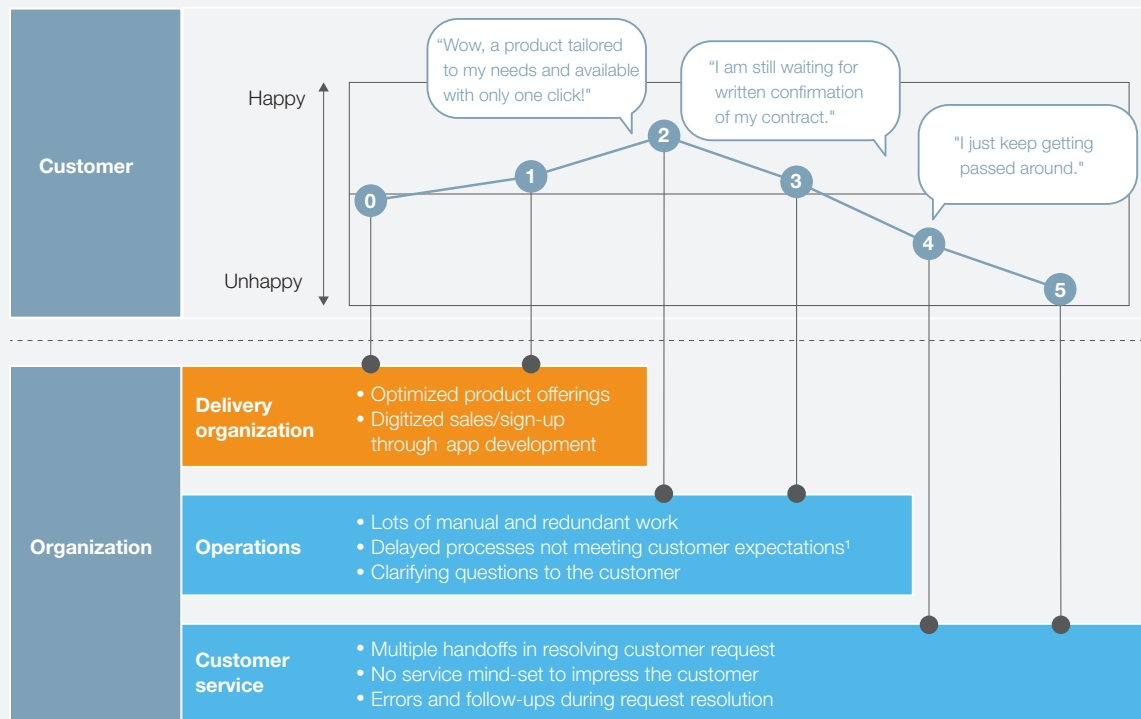 "Wow, a product tailored
to my needs and available
with only one click!"
"I am still waiting for
written confirmation
of my contract."
"I just keep getting
passed around."
Customer
Happy
Unhappy
0
1
2
3
4
5
Organization
Delivery
organization
• Optimized product offerings
• Digitized sales/sign-up
through app development
Operations
• Lots of manual and redundant work
• Delayed processes not meeting customer expectations¹
• Clarifying questions to the customer
Customer
service
• Multiple handoffs in resolving customer request
• No service mind-set to impress the customer
• Errors and follow-ups during request resolution